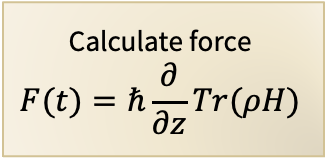 Calculate force
F(t) = ℏ ∂/∂z Tr(ρH)